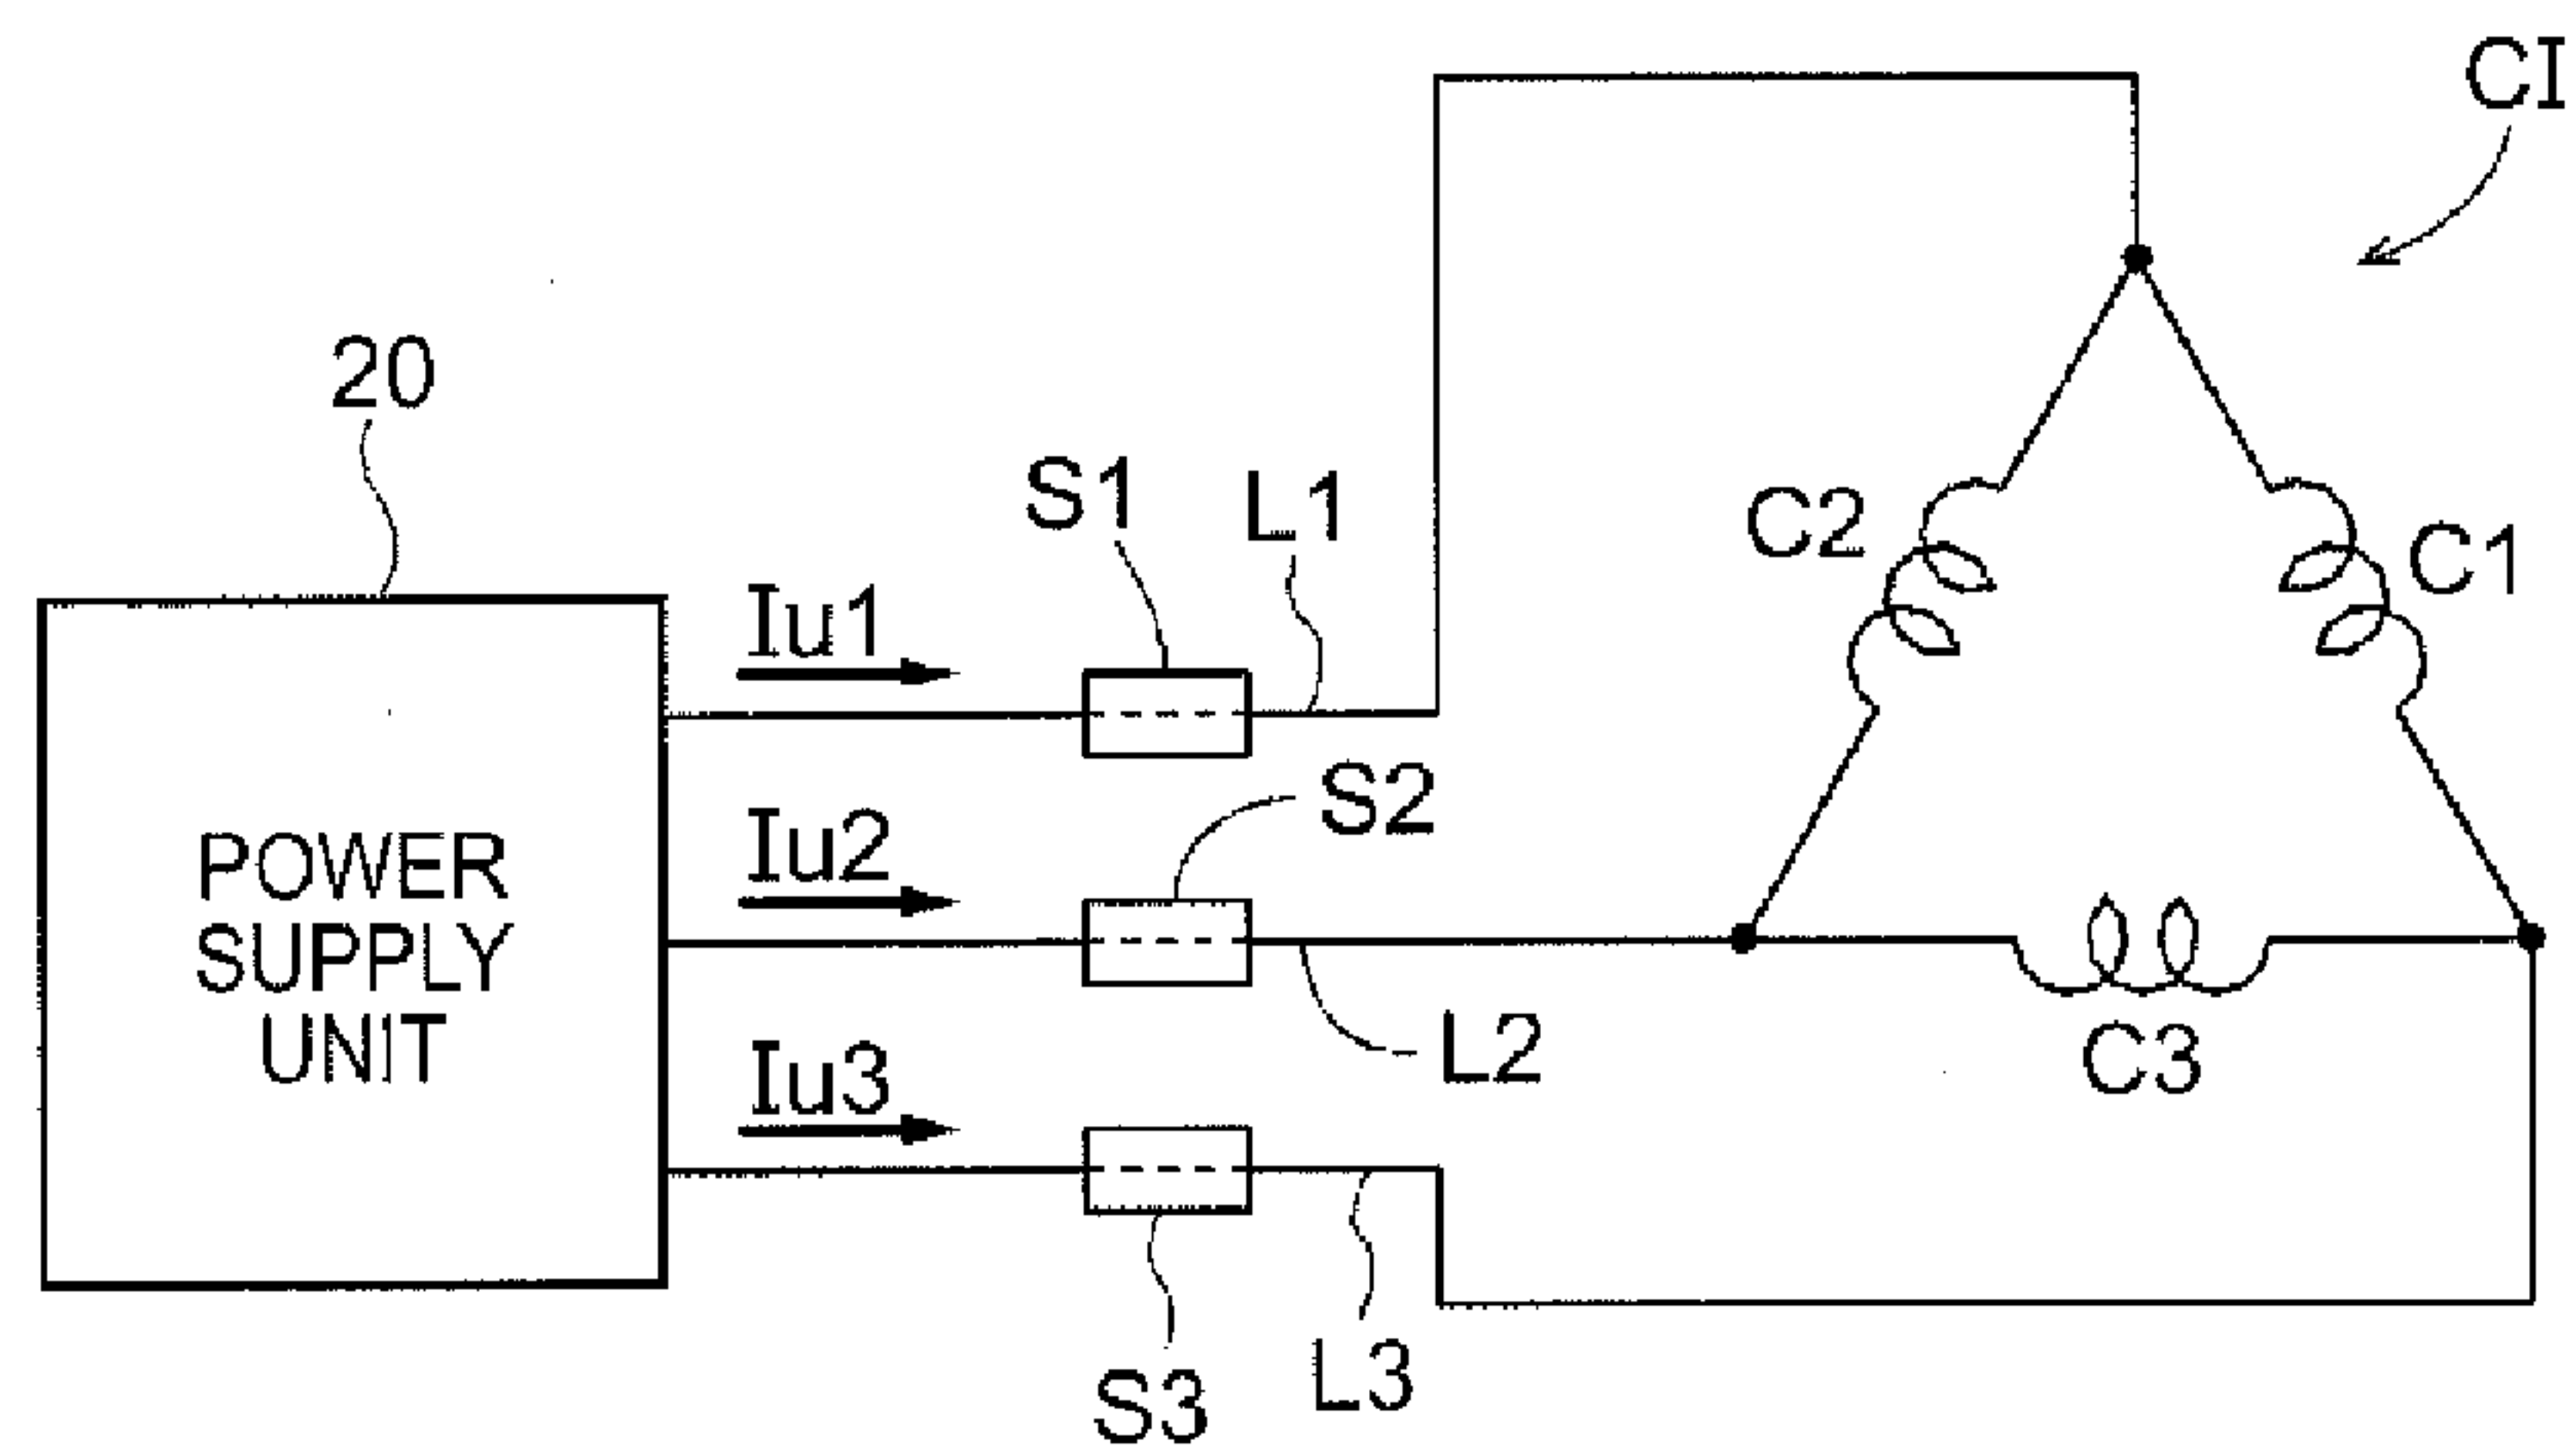 CI
20
S1
L1
C2
C1
Iu1
S2
Iu2
POWER
SUPPLY
UNIT
L2
C3
Iu3
L3
S3